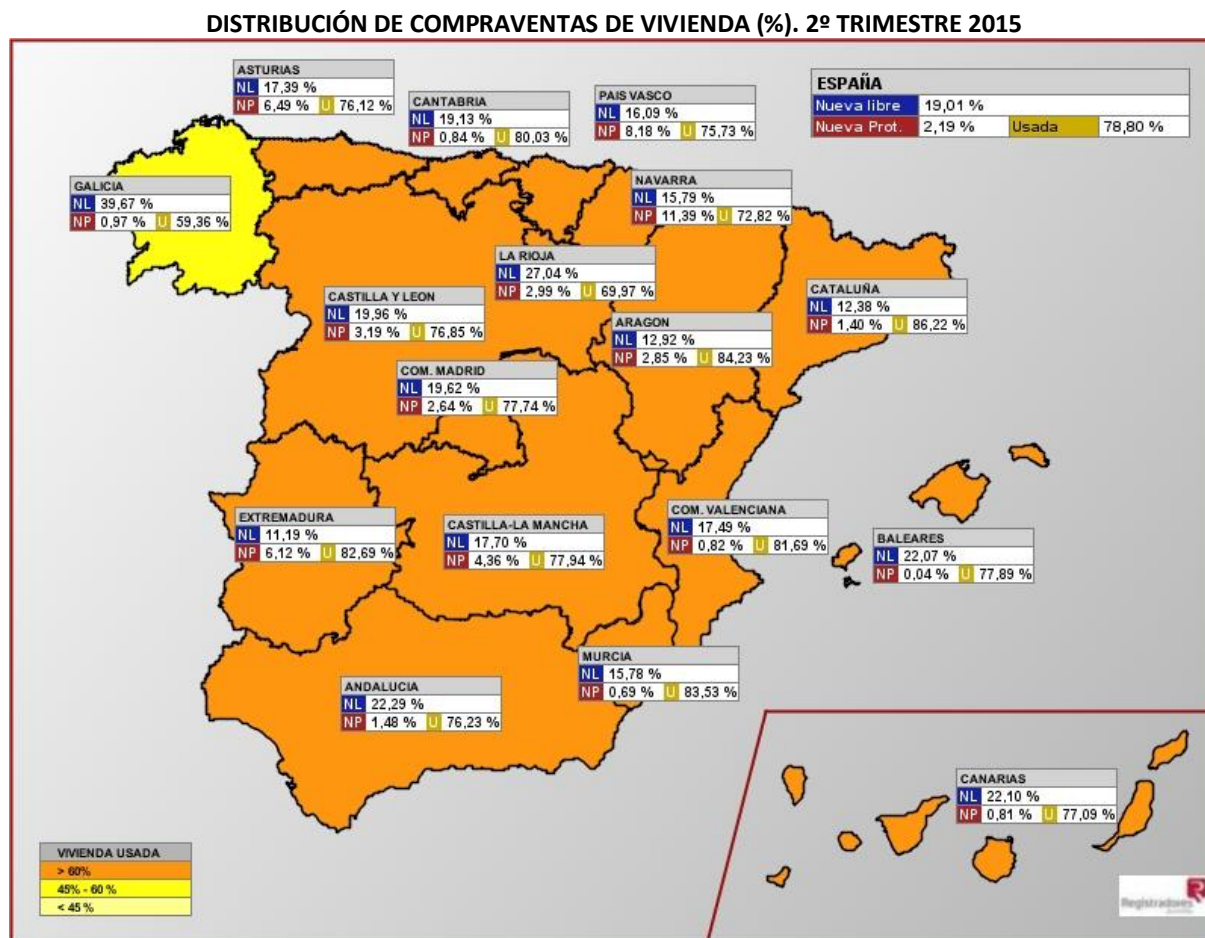 DISTRIBUCIÓN DE COMPRAVENTAS DE VIVIENDA (%). 2º TRIMESTRE 2015
ASTURIAS
NL 17,39 %
NP 6,49 % U 76,12 %
CANTABRIA
NL 19,13 %
NP 0,84 % U 80,03 %
PAIS VASCO
NL 16,09 %
NP 8,18 % U 75,73 %
ESPAÑA
Nueva libre 19,01 %
Nueva Prot. 2,19 % Usada 78,80 %
GALICIA
NL 39,67 %
NP 0,97 % U 59,36 %
NAVARRA
NL 15,79 %
NP 11,39 % U 72,82 %
LA RIOJA
NL 27,04 %
NP 2,99 % U 69,97 %
CASTILLA Y LEON
NL 19,96 %
NP 3,19 % U 76,85 %
ARAGON
NL 12,92 %
NP 2,85 % U 84,23 %
CATALUÑA
NL 12,38 %
NP 1,40 % U 86,22 %
COM. MADRID
NL 19,62 %
NP 2,64 % U 77,74 %
EXTREMADURA
NL 11,19 %
NP 6,12 % U 82,69 %
CASTILLA-LA MANCHA
NL 17,70 %
NP 4,36 % U 77,94 %
COM. VALENCIANA
NL 17,49 %
NP 0,82 % U 81,69 %
BALEARES
NL 22,07 %
NP 0,04 % U 77,89 %
MURCIA
NL 15,78 %
NP 0,69 % U 83,53 %
ANDALUCIA
NL 22,29 %
NP 1,48 % U 76,23 %
CANARIAS
NL 22,10 %
NP 0,81 % U 77,09 %
VIVIENDA USADA
> 60%
45% - 60 %
< 45 %
Registradores